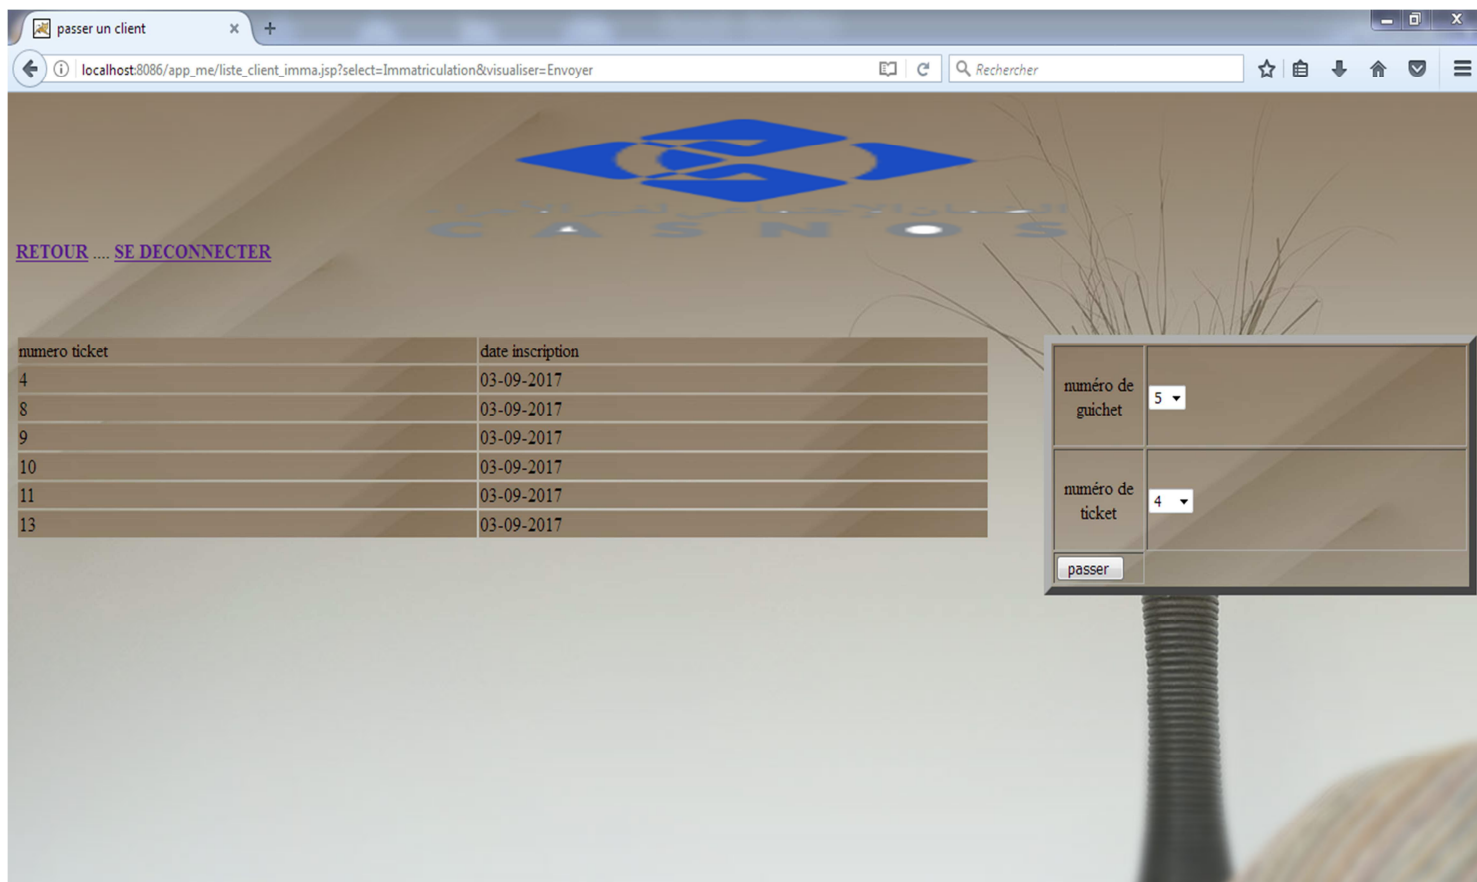 passer un client
localhost:8086/app_me/liste_client_imma.jsp?select=Immatriculation&visualiser=Envoyer
Rechercher
CASNOS
RETOUR .... SE DECONNECTER
numero ticket date inscription
4 03-09-2017
8 03-09-2017
9 03-09-2017
10 03-09-2017
11 03-09-2017
13 03-09-2017
numéro de
guichet
5
numéro de
ticket
4
passer